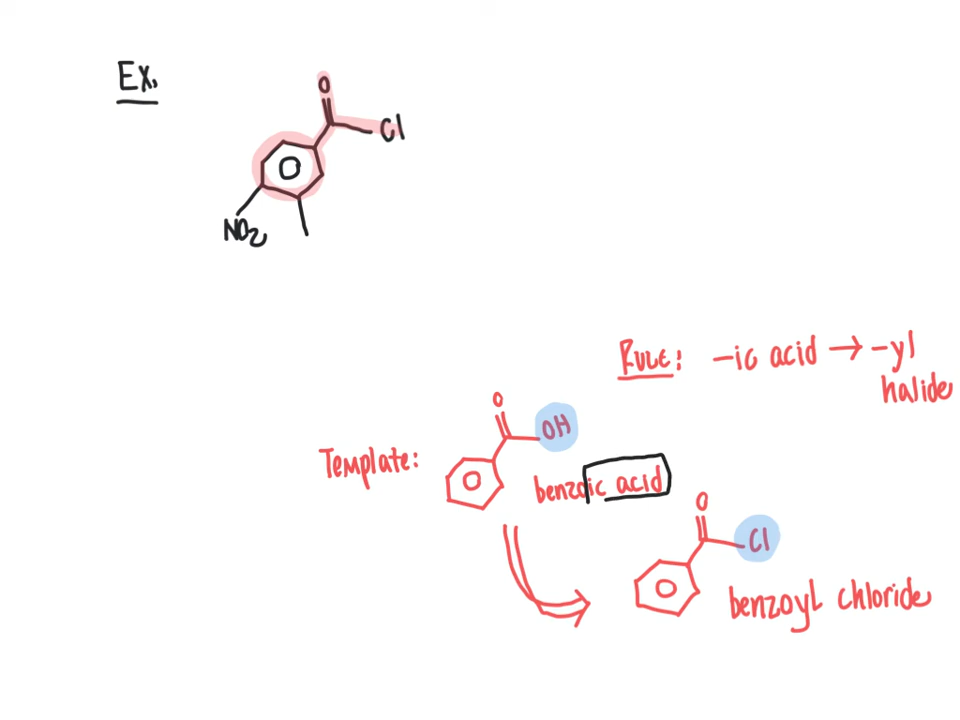 Ex.
O
Cl
O
NO2
RULE: -ic acid → -yl
halide
O
OH
Template:
O
benzoic acid
O
Cl
O
benzoyl chloride